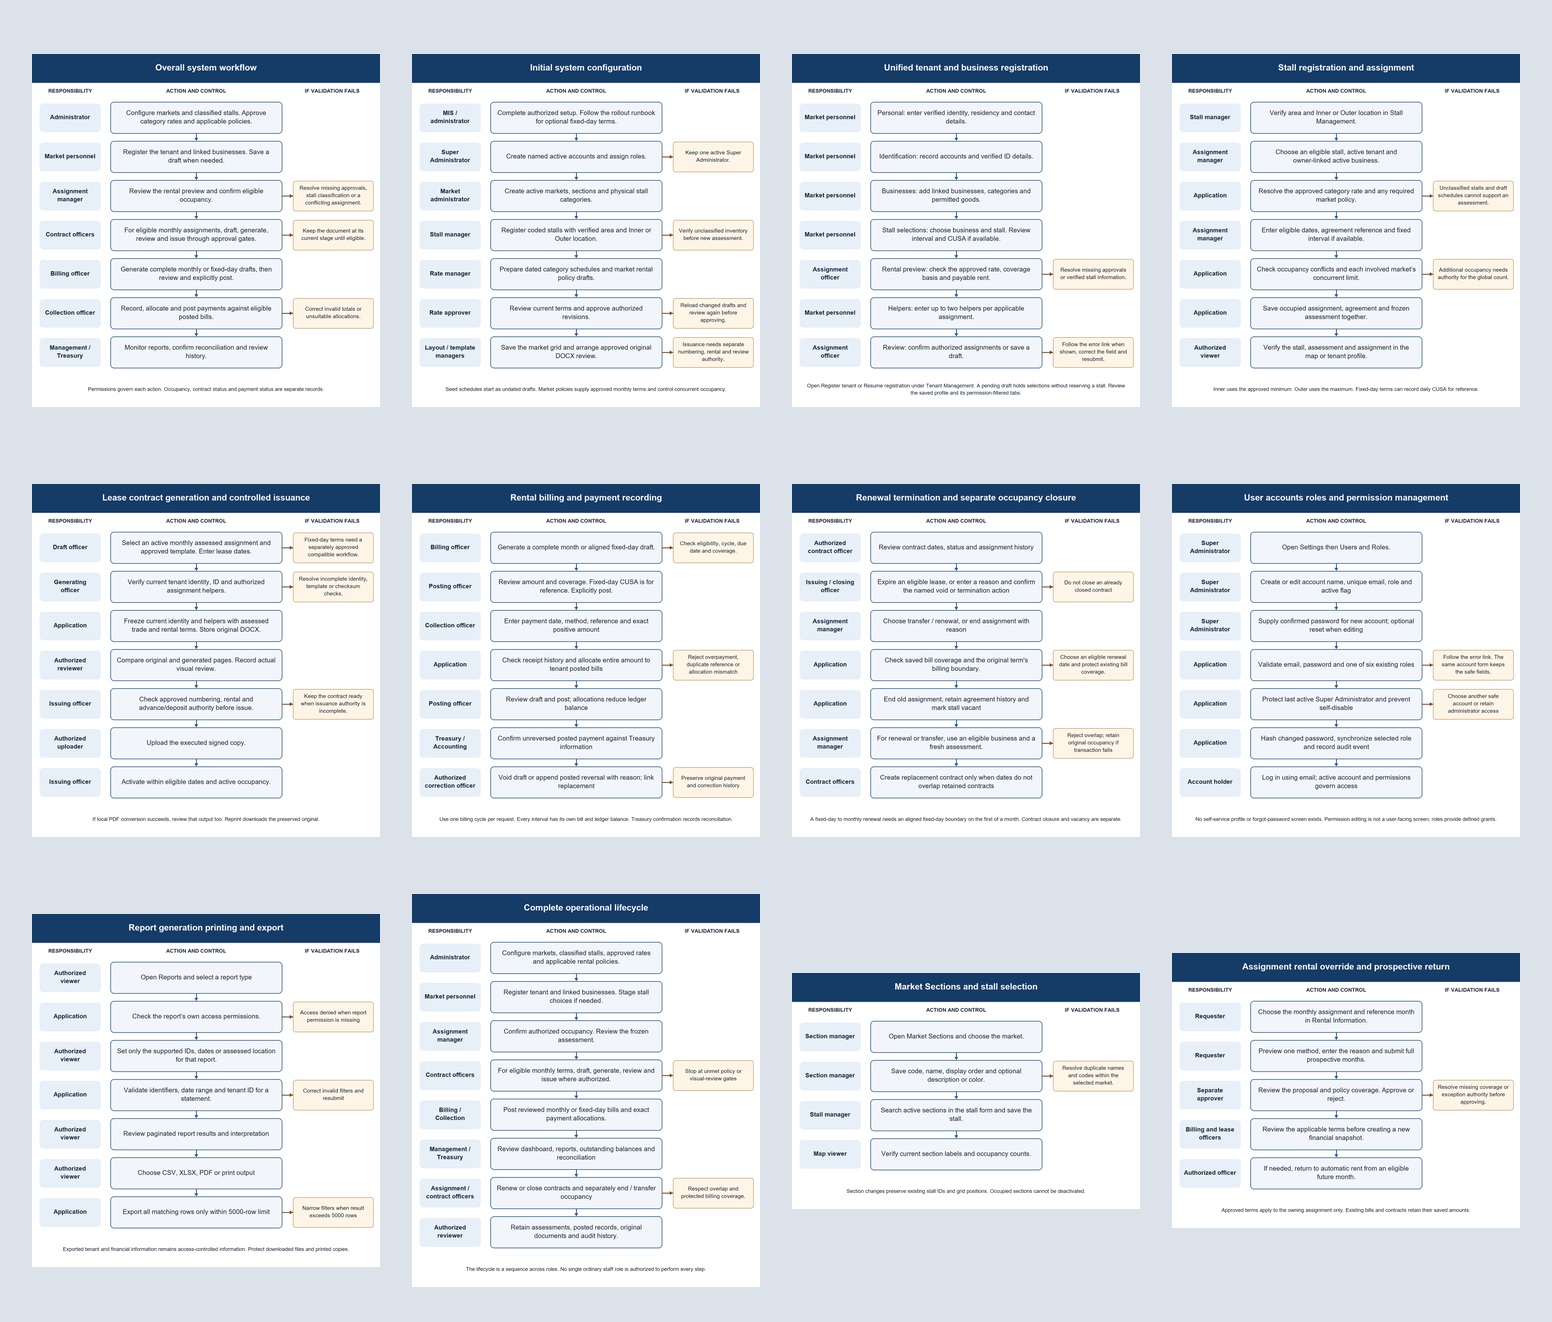 Overall system workflow
RESPONSIBILITY
ACTION AND CONTROL
IF VALIDATION FAILS
Administrator
Configure markets and classified stalls. Approve
category rates and applicable policies.
Market personnel
Register the tenant and linked businesses. Save a
draft when needed.
Assignment
manager
Review the rental preview and confirm eligible
occupancy.
Resolve missing approvals,
stall classification or a
conflicting assignment.
Contract officers
For eligible monthly assignments, draft, generate,
review and issue through approval gates.
Keep the document at its
current stage until eligible.
Billing officer
Generate complete monthly or fixed-day drafts, then
review and explicitly post.
Collection officer
Record, allocate and post payments against eligible
posted bills.
Correct invalid totals or
unsuitable allocations.
Management /
Treasury
Monitor reports, confirm reconciliation and review
history.
Permissions govern each action. Occupancy, contract status and payment status are separate records.
Initial system configuration
RESPONSIBILITY
ACTION AND CONTROL
IF VALIDATION FAILS
MIS /
administrator
Complete authorized setup. Follow the rollout runbook
for optional fixed-day terms.
Super
Administrator
Create named active accounts and assign roles.
Keep one active Super
Administrator.
Market
administrator
Create active markets, sections and physical stall
categories.
Stall manager
Register coded stalls with verified area and Inner or
Outer location.
Verify unclassified inventory
before new assessment.
Rate manager
Prepare dated category schedules and market rental
policy drafts.
Rate approver
Review current terms and approve authorized
revisions.
Reload changed drafts and
review again before
approving.
Layout / template
managers
Save the market grid and arrange approved original
DOCX review.
Issuance needs separate
numbering, rental and review
authority.
Seed schedules start as undated drafts. Market policies supply approved monthly terms and control concurrent occupancy.
Unified tenant and business registration
RESPONSIBILITY
ACTION AND CONTROL
IF VALIDATION FAILS
Market personnel
Personal: enter verified identity, residency and contact
details.
Market personnel
Identification: record accounts and verified ID details.
Market personnel
Businesses: add linked businesses, categories and
permitted goods.
Market personnel
Stall selections: choose business and stall. Review
interval and CUSA if available.
Assignment
officer
Rental preview: check the approved rate, coverage
basis and payable rent.
Resolve missing approvals
or verified stall information.
Market personnel
Helpers: enter up to two helpers per applicable
assignment.
Assignment
officer
Review: confirm authorized assignments or save a
draft.
Follow the error link when
shown, correct the field and
resubmit.
Open Register tenant or Resume registration under Tenant Management. A pending draft holds selections without reserving a stall. Review
the saved profile and its permission-filtered tabs.
Stall registration and assignment
RESPONSIBILITY
ACTION AND CONTROL
IF VALIDATION FAILS
Stall manager
Verify area and Inner or Outer location in Stall
Management.
Assignment
manager
Choose an eligible stall, active tenant and
owner-linked active business.
Application
Resolve the approved category rate and any required
market policy.
Unclassified stalls and draft
schedules cannot support an
assessment.
Assignment
manager
Enter eligible dates, agreement reference and fixed
interval if available.
Application
Check occupancy conflicts and each involved market's
concurrent limit.
Additional occupancy needs
authority for the global count.
Application
Save occupied assignment, agreement and frozen
assessment together.
Authorized
viewer
Verify the stall, assessment and assignment in the
map or tenant profile.
Inner uses the approved minimum. Outer uses the maximum. Fixed-day terms can record daily CUSA for reference.
Lease contract generation and controlled issuance
RESPONSIBILITY
ACTION AND CONTROL
IF VALIDATION FAILS
Draft officer
Select an active monthly assessed assignment and
approved template. Enter lease dates.
Fixed-day terms need a
separately approved
compatible workflow.
Generating
officer
Verify current tenant identity, ID and authorized
assignment helpers.
Resolve incomplete identity,
template or checksum
checks.
Application
Freeze current identity and helpers with assessed
trade and rental terms. Store original DOCX.
Authorized
reviewer
Compare original and generated pages. Record actual
visual review.
Issuing officer
Check approved numbering, rental and
advance/deposit authority before issue.
Keep the contract ready
when issuance authority is
incomplete.
Authorized
uploader
Upload the executed signed copy.
Issuing officer
Activate within eligible dates and active occupancy.
If local PDF conversion succeeds, review that output too. Reprint downloads the preserved original.
Rental billing and payment recording
RESPONSIBILITY
ACTION AND CONTROL
IF VALIDATION FAILS
Billing officer
Generate a complete month or aligned fixed-day draft.
Check eligibility, cycle, due
date and coverage.
Posting officer
Review amount and coverage. Fixed-day CUSA is for
reference. Explicitly post.
Collection officer
Enter payment date, method, reference and exact
positive amount
Application
Check receipt history and allocate entire amount to
tenant posted bills
Reject overpayment,
duplicate reference or
allocation mismatch
Posting officer
Review draft and post; allocations reduce ledger
balance
Treasury /
Accounting
Confirm unreversed posted payment against Treasury
information
Authorized
correction officer
Void draft or append posted reversal with reason; link
replacement
Preserve original payment
and correction history
Use one billing cycle per request. Every interval has its own bill and ledger balance. Treasury confirmation records reconciliation.
Renewal termination and separate occupancy closure
RESPONSIBILITY
ACTION AND CONTROL
IF VALIDATION FAILS
Authorized
contract officer
Review contract dates, status and assignment history
Issuing / closing
officer
Expire an eligible lease, or enter a reason and confirm
the named void or termination action
Do not close an already
closed contract
Assignment
manager
Choose transfer / renewal, or end assignment with
reason
Application
Check saved bill coverage and the original term's
billing boundary.
Choose an eligible renewal
date and protect existing bill
coverage.
Application
End old assignment, retain agreement history and
mark stall vacant
Assignment
manager
For renewal or transfer, use an eligible business and a
fresh assessment.
Reject overlap; retain
original occupancy if
transaction fails
Contract officers
Create replacement contract only when dates do not
overlap retained contracts
A fixed-day to monthly renewal needs an aligned fixed-day boundary on the first of a month. Contract closure and vacancy are separate.
User accounts roles and permission management
RESPONSIBILITY
ACTION AND CONTROL
IF VALIDATION FAILS
Super
Administrator
Open Settings then Users and Roles.
Super
Administrator
Create or edit account name, unique email, role and
active flag
Super
Administrator
Supply confirmed password for new account; optional
reset when editing
Application
Validate email, password and one of six existing roles
Follow the error link. The
same account form keeps
the safe fields.
Application
Protect last active Super Administrator and prevent
self-disable
Choose another safe
account or retain
administrator access
Application
Hash changed password, synchronize selected role
and record audit event
Account holder
Log in using email; active account and permissions
govern access
No self-service profile or forgot-password screen exists. Permission editing is not a user-facing screen; roles provide defined grants.
Report generation printing and export
RESPONSIBILITY
ACTION AND CONTROL
IF VALIDATION FAILS
Authorized
viewer
Open Reports and select a report type
Application
Check the report's own access permissions.
Access denied when report
permission is missing
Authorized
viewer
Set only the supported IDs, dates or assessed location
for that report.
Application
Validate identifiers, date range and tenant ID for a
statement.
Correct invalid filters and
resubmit
Authorized
viewer
Review paginated report results and interpretation
Authorized
viewer
Choose CSV, XLSX, PDF or print output
Application
Export all matching rows only within 5000-row limit
Narrow filters when result
exceeds 5000 rows
Exported tenant and financial information remains access-controlled information. Protect downloaded files and printed copies.
Complete operational lifecycle
RESPONSIBILITY
ACTION AND CONTROL
IF VALIDATION FAILS
Administrator
Configure markets, classified stalls, approved rates
and applicable rental policies.
Market personnel
Register tenant and linked businesses. Stage stall
choices if needed.
Assignment
manager
Confirm authorized occupancy. Review the frozen
assessment.
Contract officers
For eligible monthly terms, draft, generate, review and
issue where authorized.
Stop at unmet policy or
visual-review gates
Billing /
Collection
Post reviewed monthly or fixed-day bills and exact
payment allocations.
Management /
Treasury
Review dashboard, reports, outstanding balances and
reconciliation
Assignment /
contract officers
Renew or close contracts and separately end / transfer
occupancy
Respect overlap and
protected billing coverage.
Authorized
reviewer
Retain assessments, posted records, original
documents and audit history.
The lifecycle is a sequence across roles. No single ordinary staff role is authorized to perform every step.
Market Sections and stall selection
RESPONSIBILITY
ACTION AND CONTROL
IF VALIDATION FAILS
Section manager
Open Market Sections and choose the market.
Section manager
Save code, name, display order and optional
description or color.
Resolve duplicate names
and codes within the
selected market.
Stall manager
Search active sections in the stall form and save the
stall.
Map viewer
Verify current section labels and occupancy counts.
Section changes preserve existing stall IDs and grid positions. Occupied sections cannot be deactivated.
Assignment rental override and prospective return
RESPONSIBILITY
ACTION AND CONTROL
IF VALIDATION FAILS
Requester
Choose the monthly assignment and reference month
in Rental Information.
Requester
Preview one method, enter the reason and submit full
prospective months.
Separate
approver
Review the proposal and policy coverage. Approve or
reject.
Resolve missing coverage or
exception authority before
approving.
Billing and lease
officers
Review the applicable terms before creating a new
financial snapshot.
Authorized officer
If needed, return to automatic rent from an eligible
future month.
Approved terms apply to the owning assignment only. Existing bills and contracts retain their saved amounts.